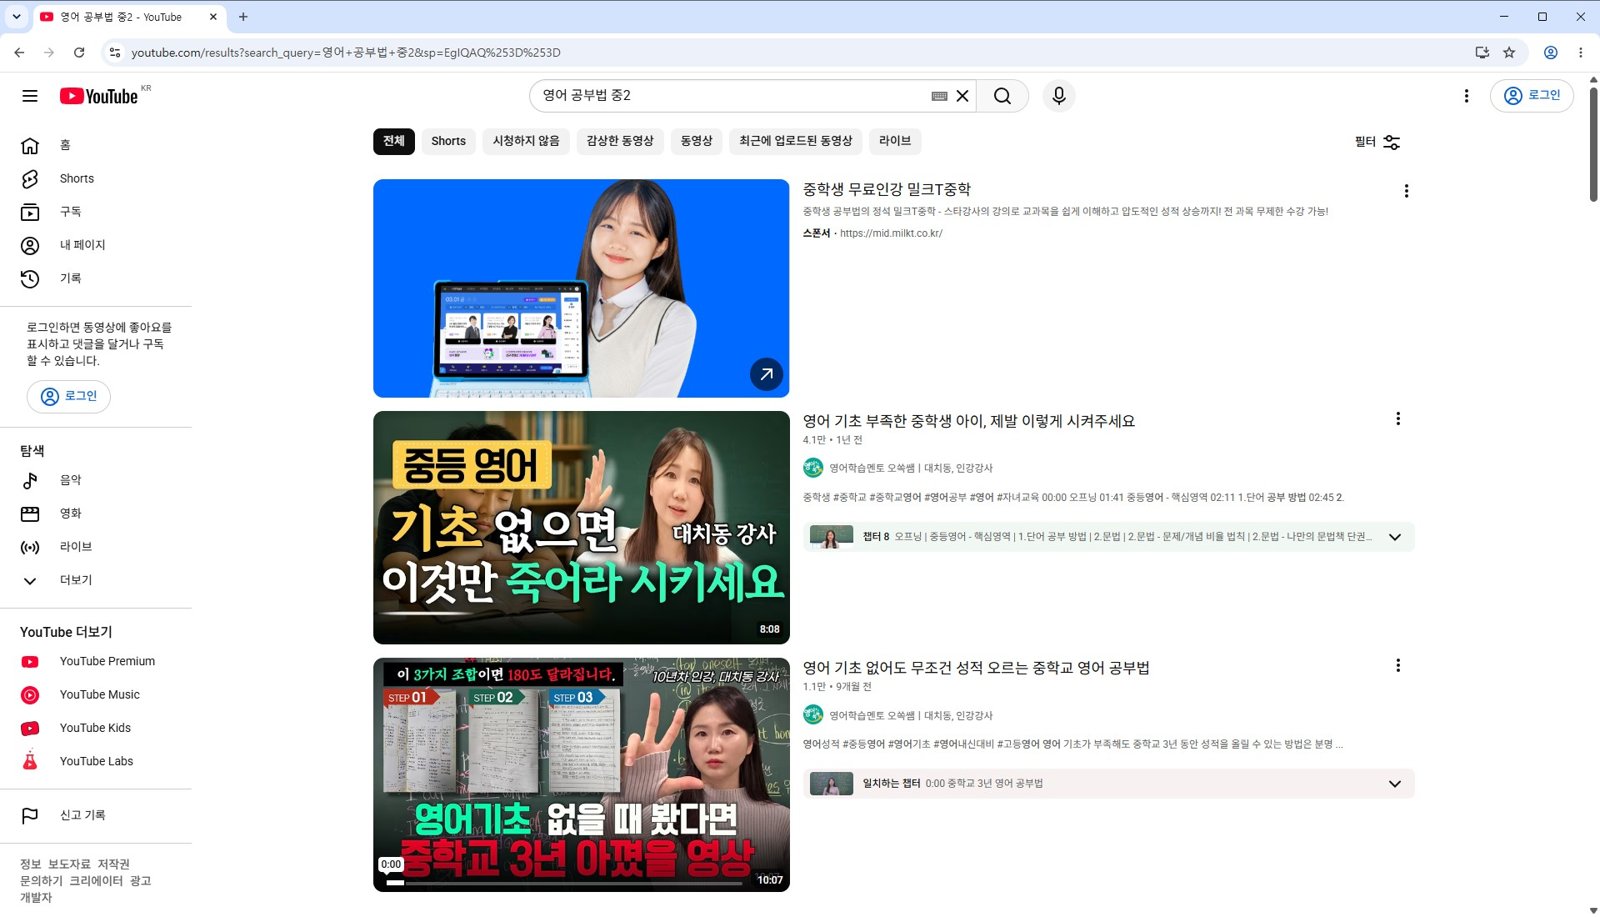 영어 공부법 중2 - YouTube
youtube.com/results?search_query=영어+공부법+중2&sp=EgIQAQ%253D%253D
YouTube KR
영어 공부법 중2
로그인
홈
Shorts
구독
내 페이지
기록
로그인하면 동영상에 좋아요를
표시하고 댓글을 달거나 구독
할 수 있습니다.
로그인
탐색
음악
영화
라이브
더보기
YouTube 더보기
YouTube Premium
YouTube Music
YouTube Kids
YouTube Labs
신고 기록
정보 보도자료 저작권
문의하기 크리에이터 광고
개발자
전체 Shorts 시청하지 않음 감상한 동영상 동영상 최근에 업로드된 동영상 라이브
필터
중학생 무료인강 밀크T중학
중학생 공부법의 정석 밀크T중학 - 스타강사의 강의로 교과목을 쉽게 이해하고 압도적인 성적 상승까지! 전 과목 무제한 수강 가능!
스폰서 · https://mid.milkt.co.kr/
중등 영어
기초 없으면
대치동 강사
이것만 죽어라 시키세요
8:08
영어 기초 부족한 중학생 아이, 제발 이렇게 시켜주세요
4.1만 • 1년 전
영어학습멘토 오쏙쌤 | 대치동, 인강강사
중학생 #중학교 #중학교영어 #영어공부 #영어 #자녀교육 00:00 오프닝 01:41 중등영어 - 핵심영역 02:11 1.단어 공부 방법 02:45 2.
챕터 8 오프닝 | 중등영어 - 핵심영역 | 1.단어 공부 방법 | 2.문법 | 2.문법 - 문제/개념 비율 법칙 | 2.문법 - 나만의 문법책 단권...
이 3가지 조합이면 180도 달라집니다.
10년차 인강, 대치동 강사
STEP 01
STEP 02
STEP 03
영어기초 없을 때 봤다면
중학교 3년 아꼈을 영상
0:00
10:07
영어 기초 없어도 무조건 성적 오르는 중학교 영어 공부법
1.1만 • 9개월 전
영어학습멘토 오쏙쌤 | 대치동, 인강강사
영어성적 #중등영어 #영어기초 #영어내신대비 #고등영어 영어 기초가 부족해도 중학교 3년 동안 성적을 올릴 수 있는 방법은 분명 ...
일치하는 챕터 0:00 중학교 3년 영어 공부법